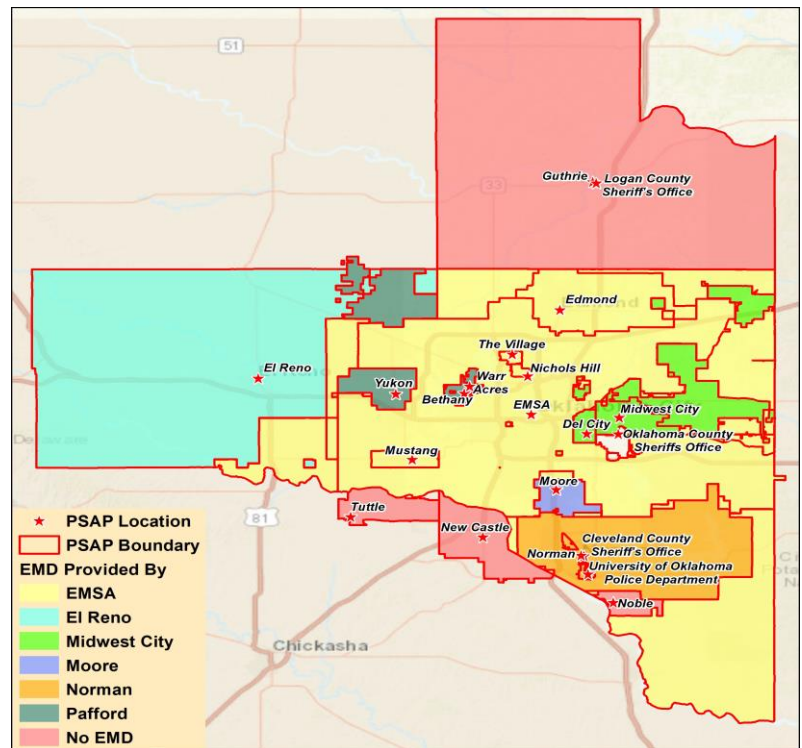 51
33
Guthrie
Logan County
Sheriff's Office
Edmond
The Village
El Reno
Nichols Hill
Warr
Acres
Yukon
Bethany
EMSA
Midwest City
Del City
Oklahoma County
Sheriffs Office
Mustang
Moore
Tuttle
New Castle
81
Cleveland County
Sheriff's Office
Norman
University of Oklahoma
Police Department
Noble
Chickasha
PSAP Location
PSAP Boundary
EMD Provided By
EMSA
El Reno
Midwest City
Moore
Norman
Pafford
No EMD